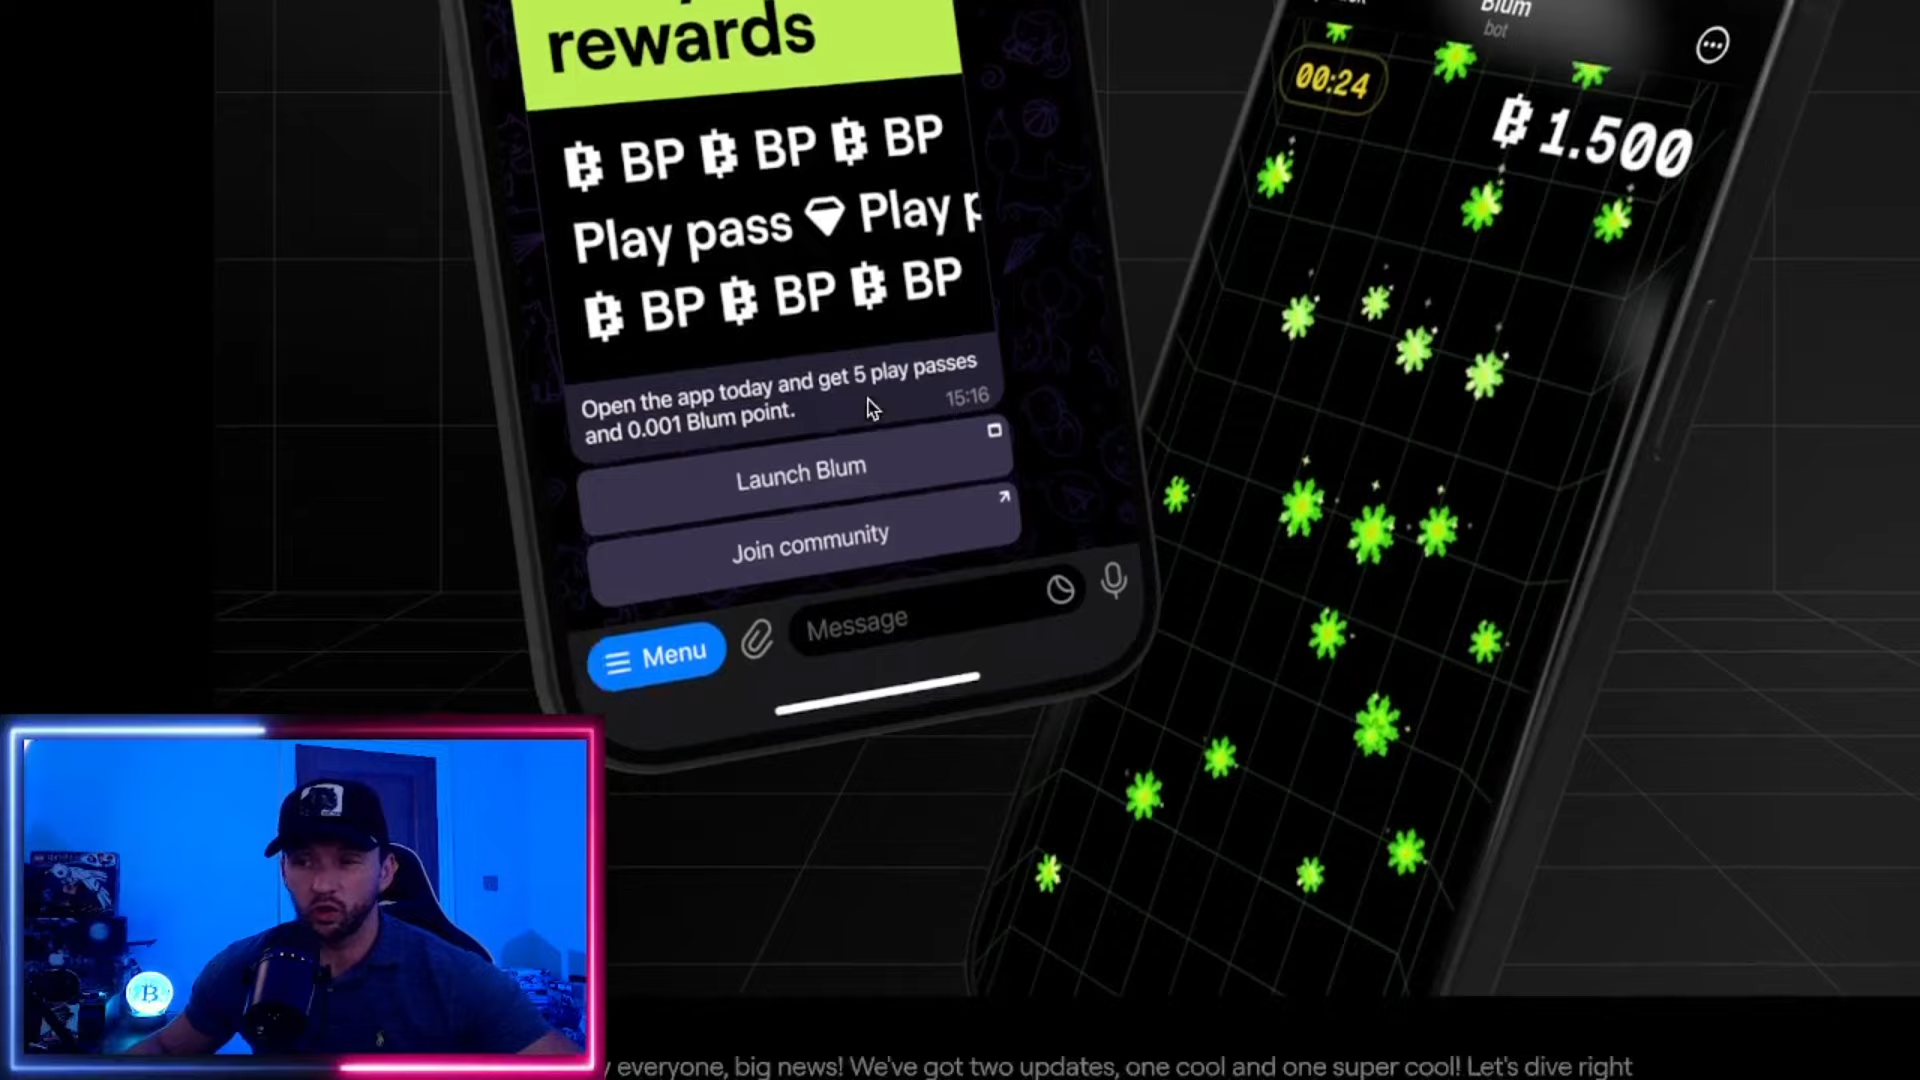 rewards
BP BP BP
Play pass Play p
BP BP BP
Open the app today and get 5 play passes
and 0.001 Blum point.
15:16
Launch Blum
Join community
Menu
Message
Blum
bot
00:24
1.500
B
y everyone, big news! We've got two updates, one cool and one super cool! Let's dive right